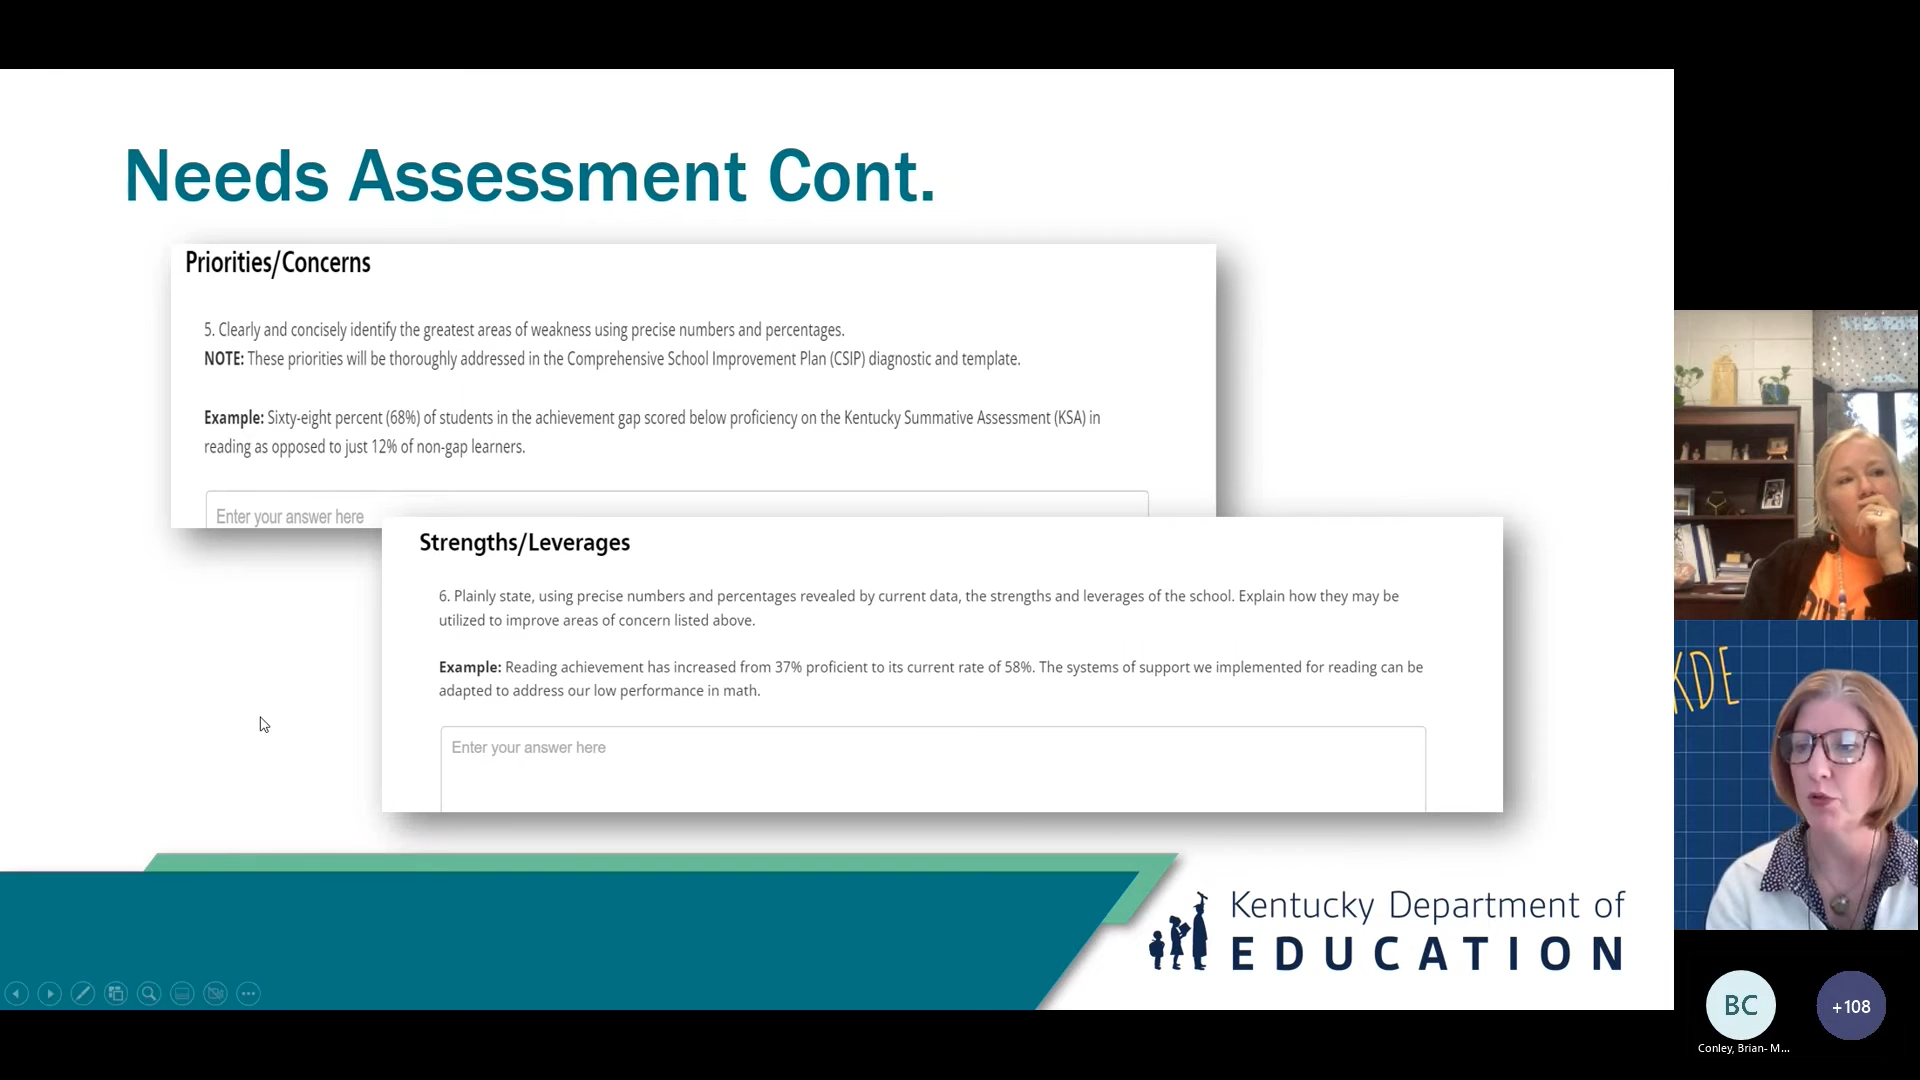 Needs Assessment Cont.
Priorities/Concerns
5. Clearly and concisely identify the greatest areas of weakness using precise numbers and percentages.
NOTE: These priorities will be thoroughly addressed in the Comprehensive School Improvement Plan (CSIP) diagnostic and template.
Example: Sixty-eight percent (68%) of students in the achievement gap scored below proficiency on the Kentucky Summative Assessment (KSA) in
reading as opposed to just 12% of non-gap learners.
Enter your answer here
Strengths/Leverages
6. Plainly state, using precise numbers and percentages revealed by current data, the strengths and leverages of the school. Explain how they may be
utilized to improve areas of concern listed above.
Example: Reading achievement has increased from 37% proficient to its current rate of 58%. The systems of support we implemented for reading can be
adapted to address our low performance in math.
Enter your answer here
Kentucky Department of
EDUCATION
KDE
BC
+108
Conley, Brian- M...